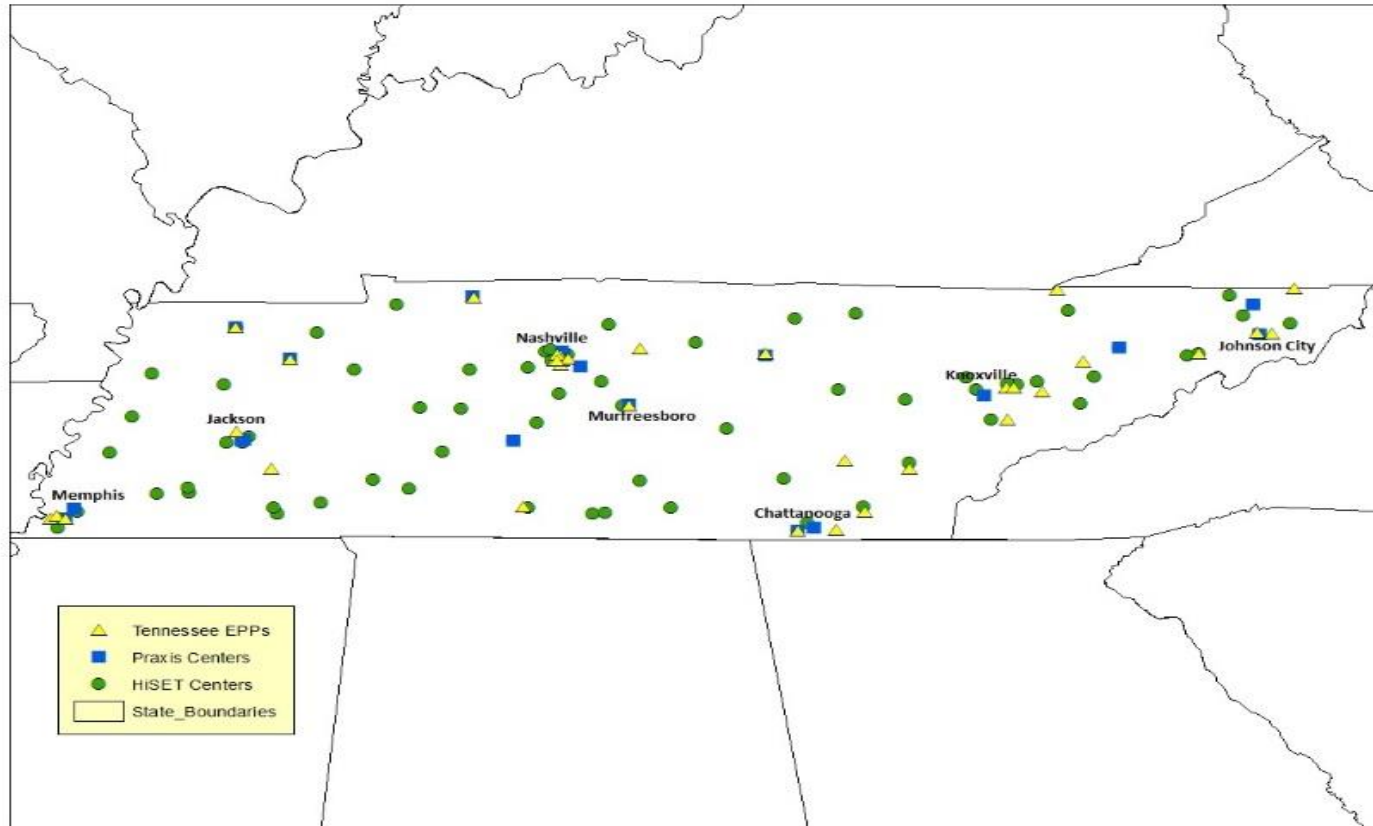 Nashville
Johnson City
Knoxville
Jackson
Murfreesboro
Memphis
Chattanooga
Tennessee EPPs
Praxis Centers
HiSET Centers
State_Boundaries